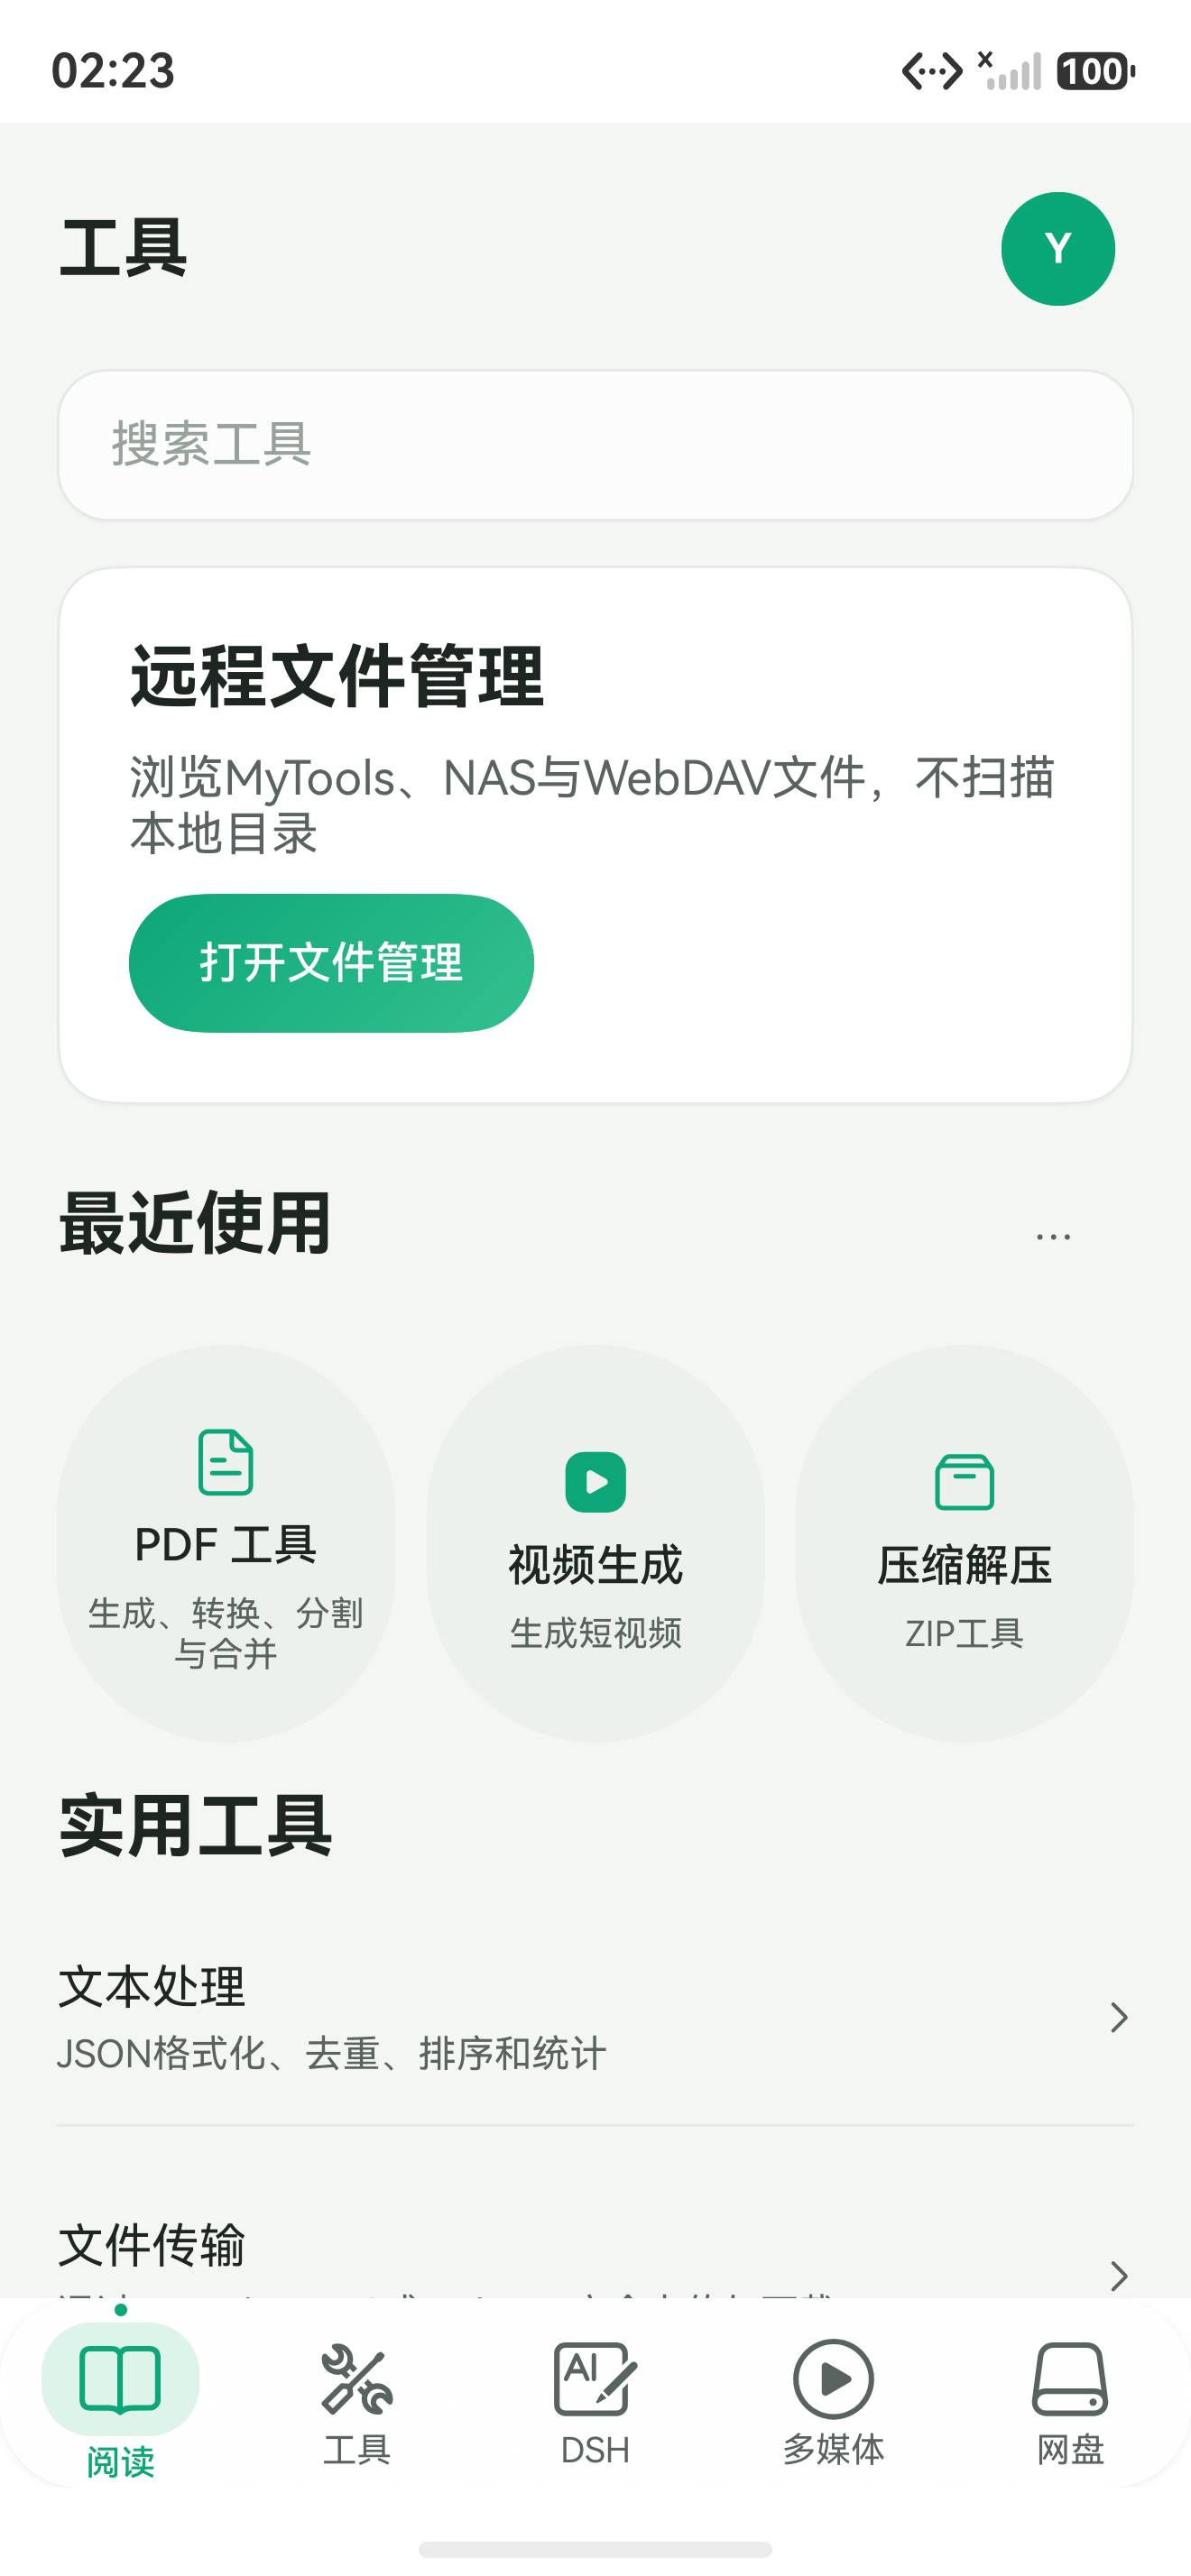 02:23
100
工具
Y
搜索工具
远程文件管理
浏览MyTools、NAS与WebDAV文件，不扫描
本地目录
打开文件管理
最近使用
...
PDF 工具
生成、转换、分割
与合并
视频生成
生成短视频
压缩解压
ZIP工具
实用工具
文本处理
JSON格式化、去重、排序和统计
文件传输
阅读
工具
AI
DSH
多媒体
网盘